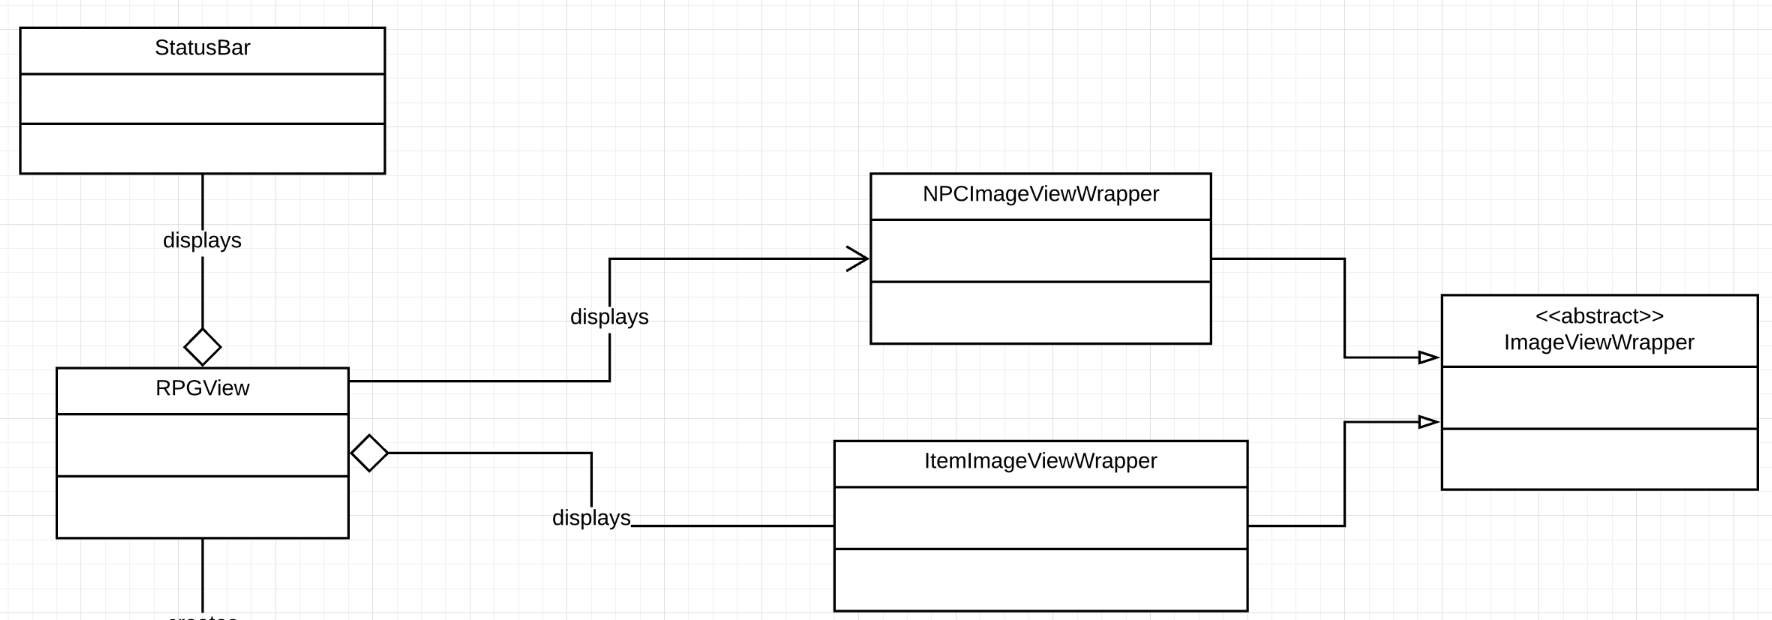 StatusBar
displays
NPCImageViewWrapper
displays
<<abstract>>
ImageViewWrapper
RPGView
ItemImageViewWrapper
displays